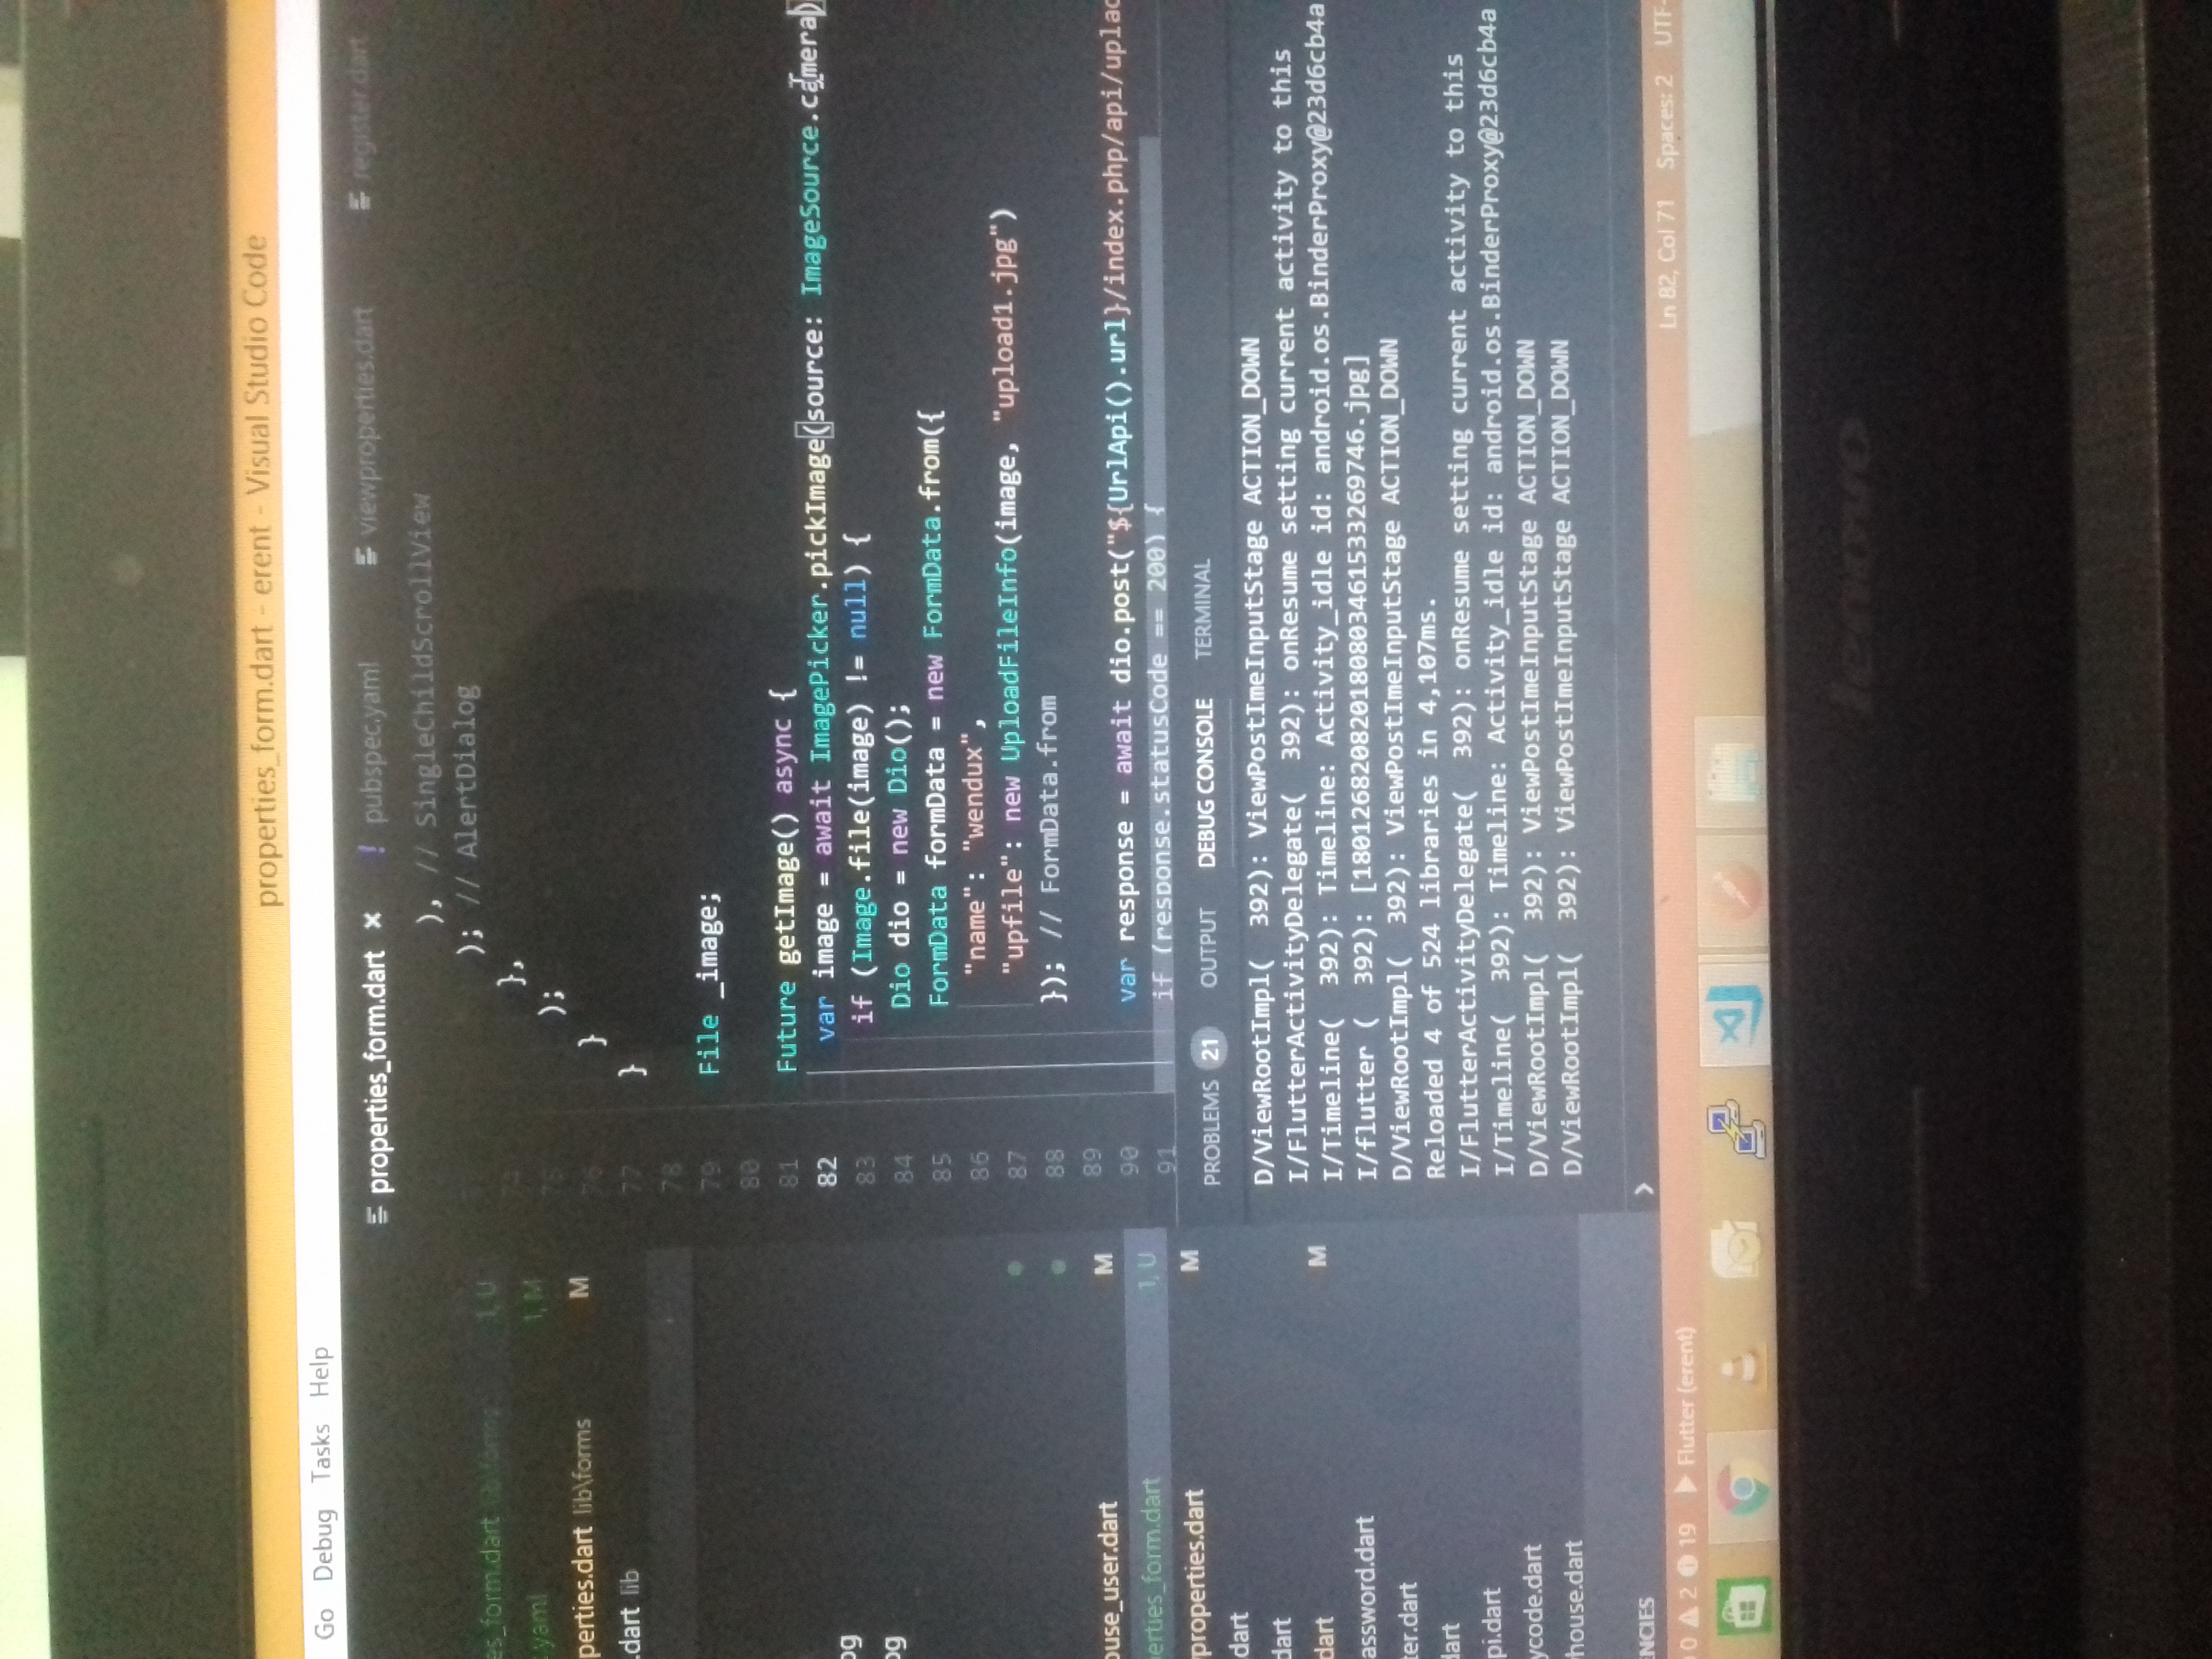 properties_form.dart - erent - Visual Studio Code
Go Debug Tasks Help
properties_form.dart × ! pubspec.yaml viewproperties.dart register.dart
es_form.dart lib\forms 1, U
.yaml 1, M
perties.dart lib\forms M
.dart lib
og
og
ouse_user.dart M
erties_form.dart 1, U
properties.dart M
dart
dart
dart M
assword.dart
ter.dart
dart
pi.dart
ycode.dart
house.dart
ENCIES
), // SingleChildScrollView
); // AlertDialog
},
75 );
76 }
77 }
78
79 File _image;
80
81 Future getImage() async {
82 var image = await ImagePicker.pickImage(source: ImageSource.camera)
83 if (Image.file(image) != null) {
84 Dio dio = new Dio();
85 FormData formData = new FormData.from({
86 "name": "wendux",
87 "upfile": new UploadFileInfo(image, "upload1.jpg")
88 }); // FormData.from
89
90 var response = await dio.post("${UrlApi().url}/index.php/api/uploa
91 if (response.statusCode == 200) {
PROBLEMS 21 OUTPUT DEBUG CONSOLE TERMINAL
D/ViewRootImpl( 392): ViewPostImeInputStage ACTION_DOWN
I/FlutterActivityDelegate( 392): onResume setting current activity to this
I/Timeline( 392): Timeline: Activity_idle id: android.os.BinderProxy@23d6cb4a
I/flutter ( 392): [180126820820180803461533269746.jpg]
D/ViewRootImpl( 392): ViewPostImeInputStage ACTION_DOWN
Reloaded 4 of 524 libraries in 4,107ms.
I/FlutterActivityDelegate( 392): onResume setting current activity to this
I/Timeline( 392): Timeline: Activity_idle id: android.os.BinderProxy@23d6cb4a
D/ViewRootImpl( 392): ViewPostImeInputStage ACTION_DOWN
D/ViewRootImpl( 392): ViewPostImeInputStage ACTION_DOWN
0 2 19 Flutter (erent) Ln 82, Col 71 Spaces: 2 UTF-
lenovo